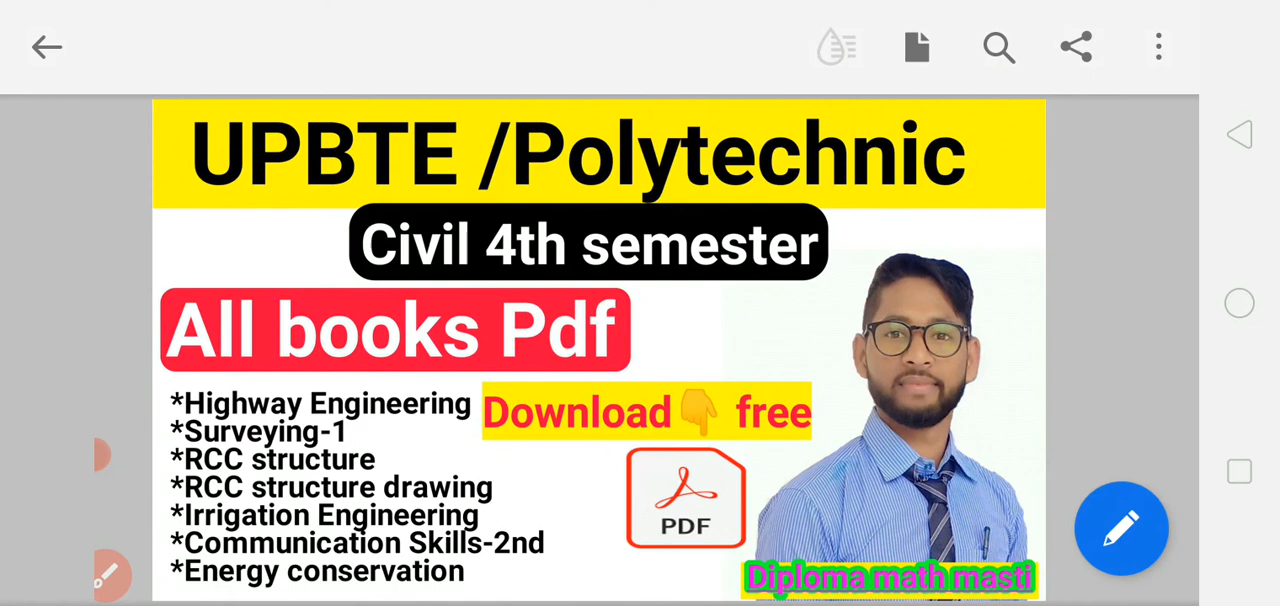 UPBTE /Polytechnic
Civil 4th semester
All books Pdf
*Highway Engineering
*Surveying-1
*RCC structure
*RCC structure drawing
*Irrigation Engineering
*Communication Skills-2nd
*Energy conservation
Download👇 free
PDF
Diploma math masti